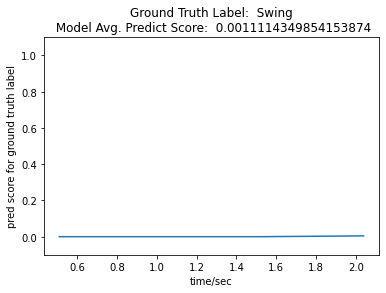 Ground Truth Label:  Swing
Model Avg. Predict Score:  0.0011114349854153874
pred score for ground truth label
1.0
0.8
0.6
0.4
0.2
0.0
0.6 0.8 1.0 1.2 1.4 1.6 1.8 2.0
time/sec